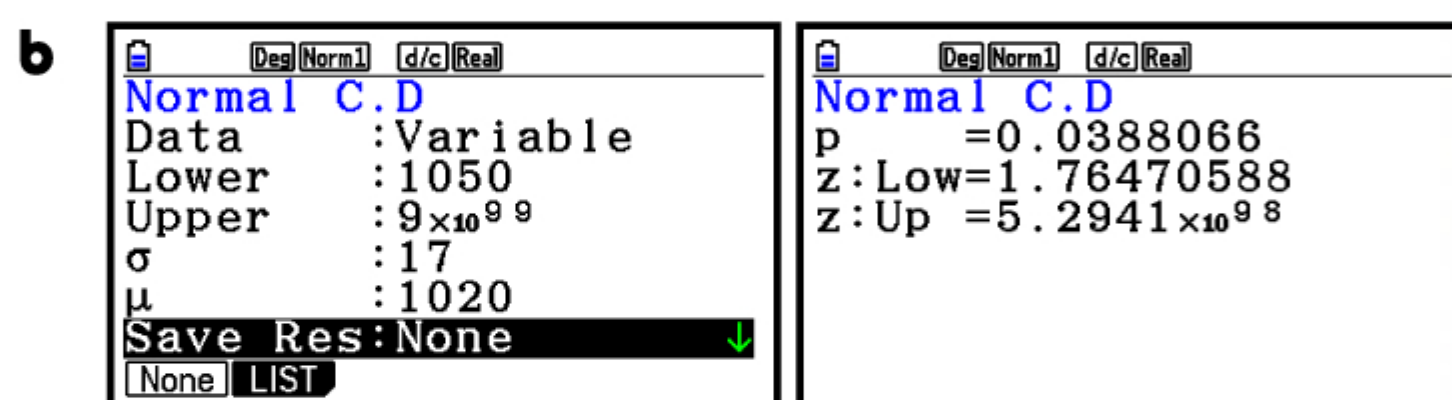 b
Deg Norm1 d/c Real
Normal C.D
Data :Variable
Lower :1050
Upper :9×10⁹⁹
σ :17
μ :1020
Save Res:None ↓
None LIST
Deg Norm1 d/c Real
Normal C.D
p =0.0388066
z:Low=1.76470588
z:Up =5.2941×10⁹⁸